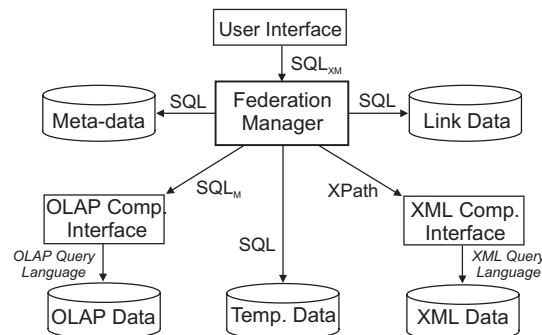 User Interface
SQLXM
SQL
Federation
Manager
SQL
Meta-data
Link Data
SQLM
XPath
OLAP Comp.
Interface
SQL
XML Comp.
Interface
OLAP Query
Language
XML Query
Language
OLAP Data
Temp. Data
XML Data